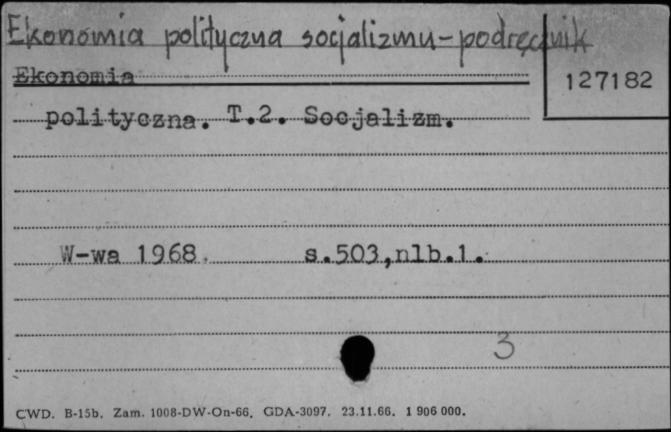 Ekonomia polityczna socjalizmu - podręcznik
Ekonomia
127182
polityczna. T.2. Socjalizm.
W-wa 1968. s.503,nlb.1.
3
CWD. B-15b. Zam. 1008-DW-On-66. GDA-3097. 23.11.66. 1 906 000.